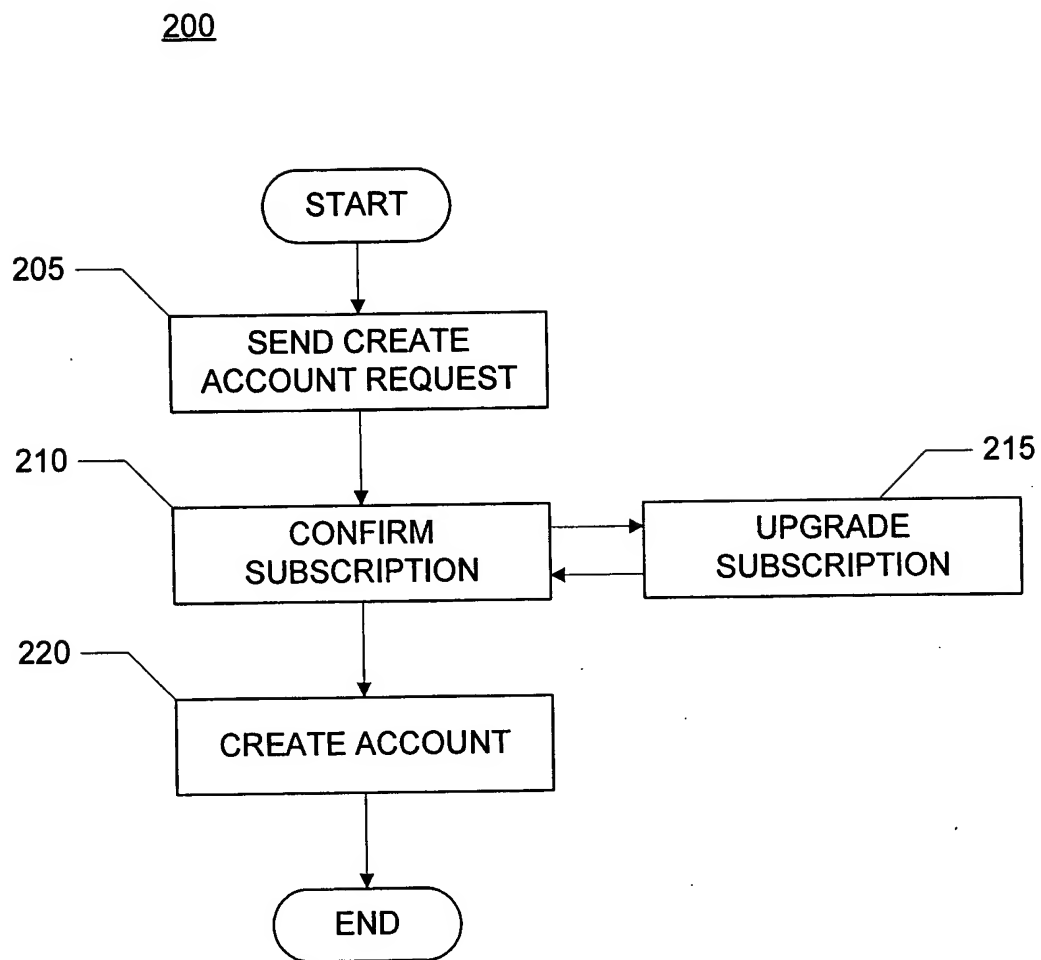 200
START
205
SEND CREATE
ACCOUNT REQUEST
210
CONFIRM
SUBSCRIPTION
215
UPGRADE
SUBSCRIPTION
220
CREATE ACCOUNT
END